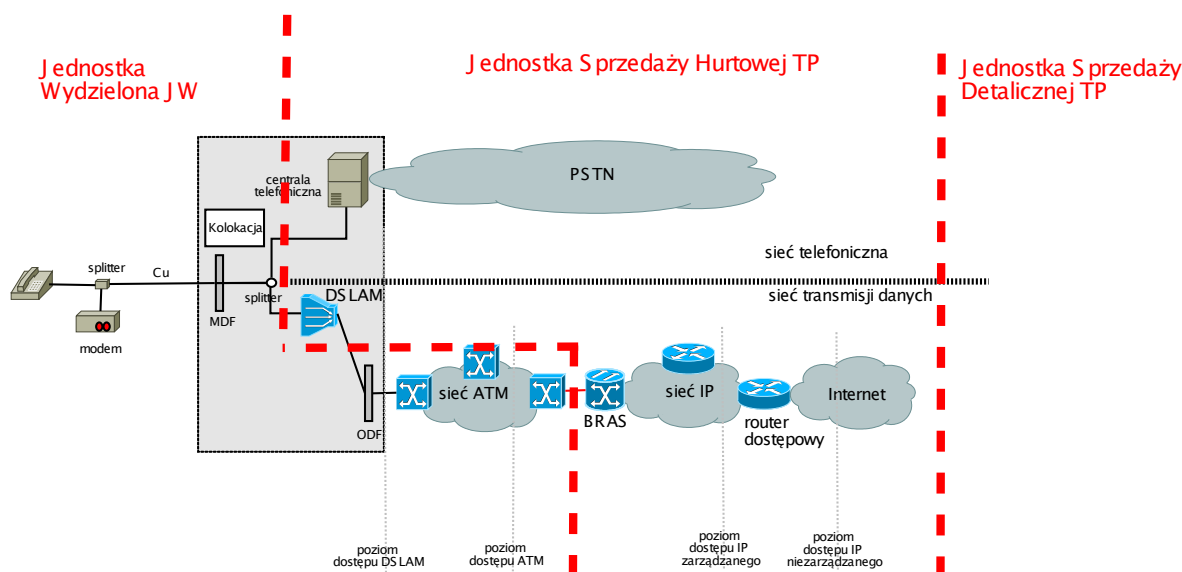 Jednostka
Wydzielona JW
Jednostka Sprzedaży Hurtowej TP
Jednostka Sprzedaży
Detalicznej TP
centrala
telefoniczna
PSTN
Kolokacja
sieć telefoniczna
sieć transmisji danych
splitter
Cu
splitter
DSLAM
MDF
modem
sieć ATM
sieć IP
Internet
BRAS
router
dostępowy
ODF
poziom
dostępu DSLAM
poziom
dostępu ATM
poziom
dostępu IP
zarządzanego
poziom
dostępu IP
niezarządzanego